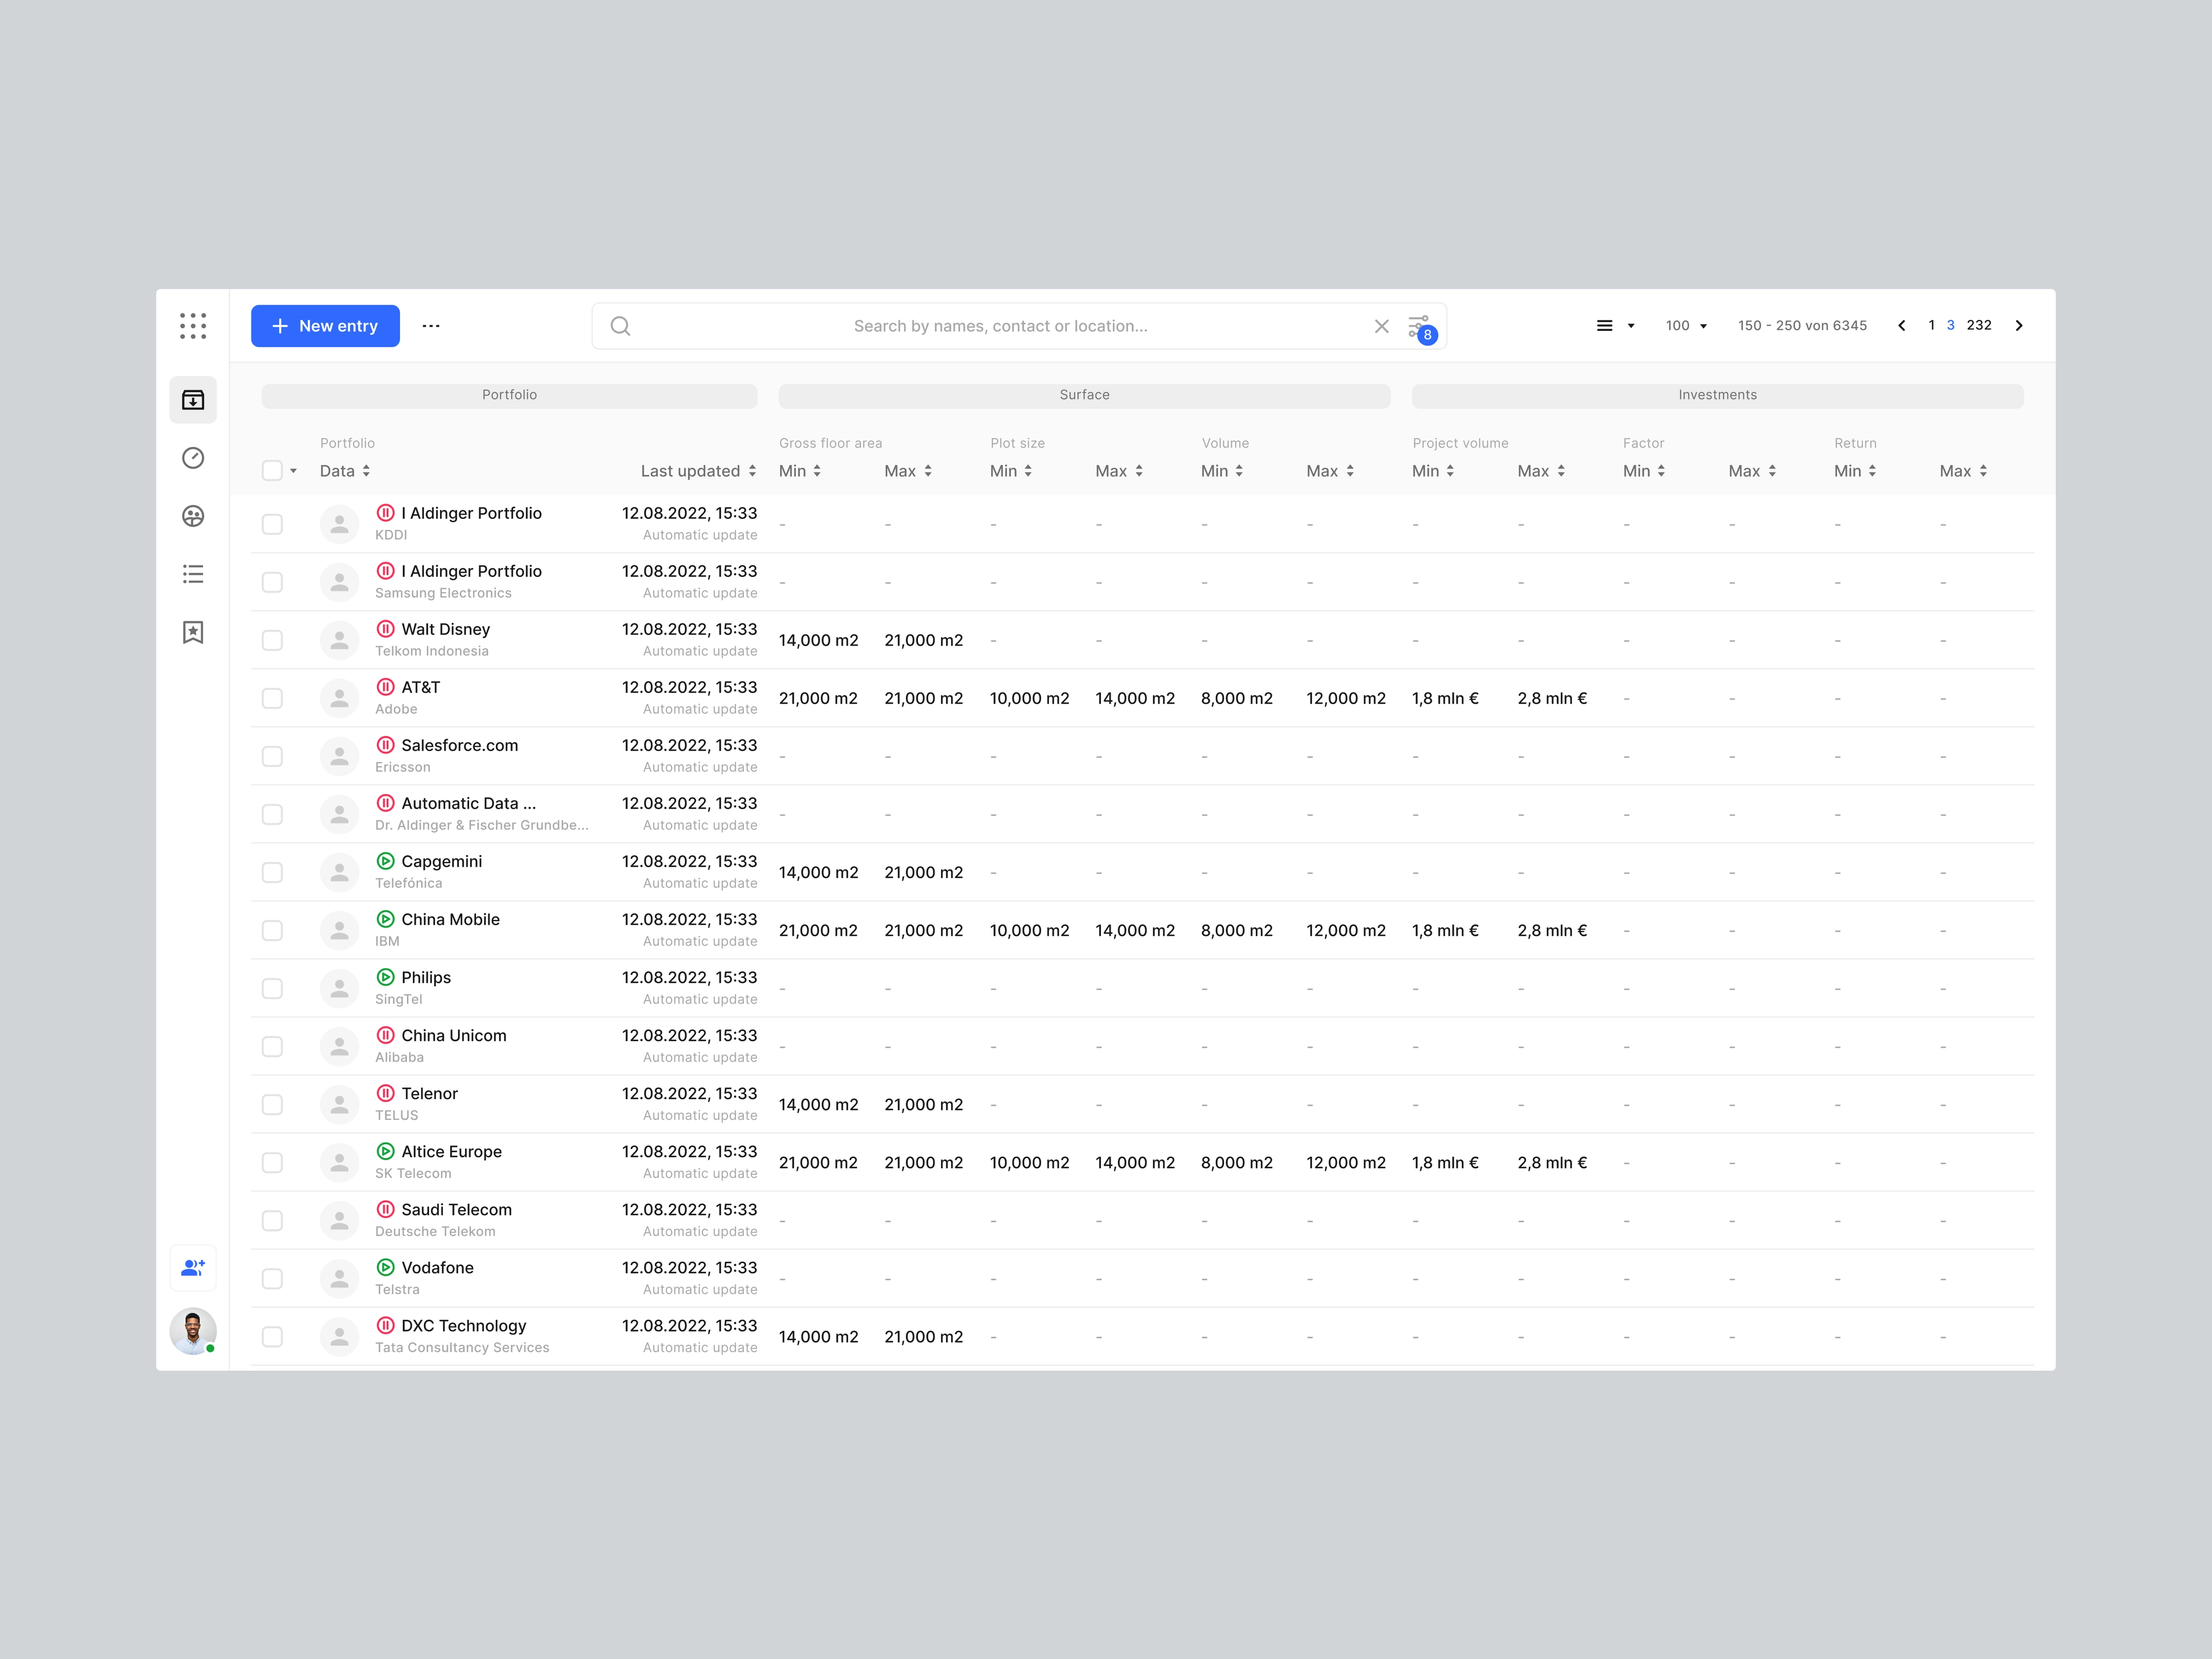 New entry
Search by names, contact or location...
8
100
150 - 250 von 6345
1 3 232
Portfolio Surface Investments
Portfolio Gross floor area Plot size Volume Project volume Factor Return
Data Last updated Min Max Min Max Min Max Min Max Min Max Min Max
I Aldinger Portfolio 12.08.2022, 15:33
KDDI Automatic update
- - - - - - - - - - - -
I Aldinger Portfolio 12.08.2022, 15:33
Samsung Electronics Automatic update
- - - - - - - - - - - -
Walt Disney 12.08.2022, 15:33
Telkom Indonesia Automatic update
14,000 m2 21,000 m2 - - - - - - - - - -
AT&T 12.08.2022, 15:33
Adobe Automatic update
21,000 m2 21,000 m2 10,000 m2 14,000 m2 8,000 m2 12,000 m2 1,8 mln € 2,8 mln € - - - -
Salesforce.com 12.08.2022, 15:33
Ericsson Automatic update
- - - - - - - - - - - -
Automatic Data ... 12.08.2022, 15:33
Dr. Aldinger & Fischer Grundbe... Automatic update
- - - - - - - - - - - -
Capgemini 12.08.2022, 15:33
Telefónica Automatic update
14,000 m2 21,000 m2 - - - - - - - - - -
China Mobile 12.08.2022, 15:33
IBM Automatic update
21,000 m2 21,000 m2 10,000 m2 14,000 m2 8,000 m2 12,000 m2 1,8 mln € 2,8 mln € - - - -
Philips 12.08.2022, 15:33
SingTel Automatic update
- - - - - - - - - - - -
China Unicom 12.08.2022, 15:33
Alibaba Automatic update
- - - - - - - - - - - -
Telenor 12.08.2022, 15:33
TELUS Automatic update
14,000 m2 21,000 m2 - - - - - - - - - -
Altice Europe 12.08.2022, 15:33
SK Telecom Automatic update
21,000 m2 21,000 m2 10,000 m2 14,000 m2 8,000 m2 12,000 m2 1,8 mln € 2,8 mln € - - - -
Saudi Telecom 12.08.2022, 15:33
Deutsche Telekom Automatic update
- - - - - - - - - - - -
Vodafone 12.08.2022, 15:33
Telstra Automatic update
- - - - - - - - - - - -
DXC Technology 12.08.2022, 15:33
Tata Consultancy Services Automatic update
14,000 m2 21,000 m2 - - - - - - - - - -